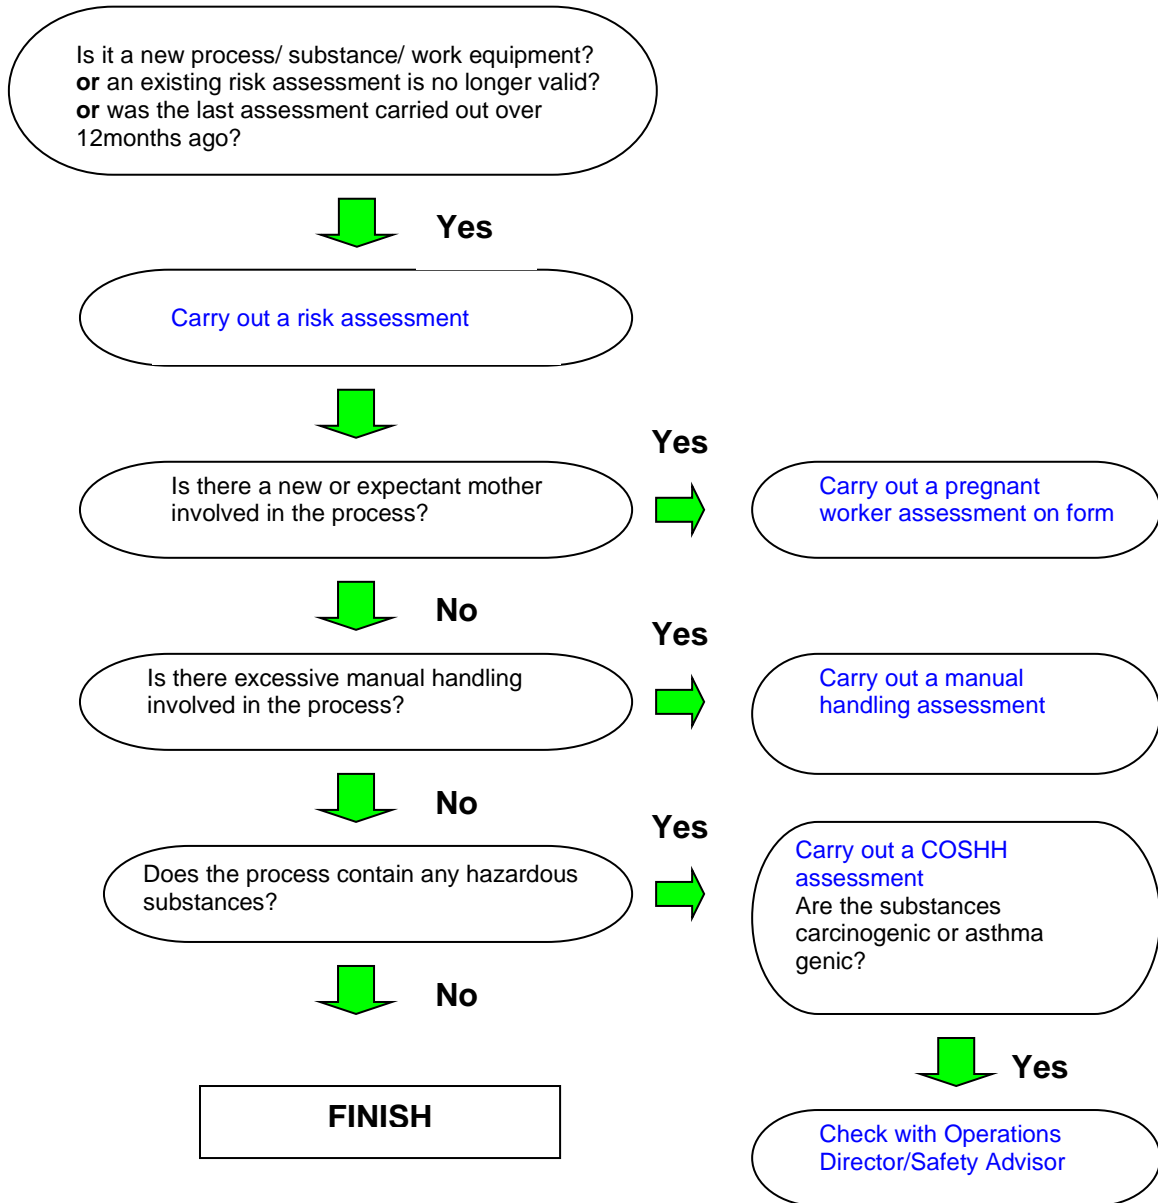 Is it a new process/ substance/ work equipment?
or an existing risk assessment is no longer valid?
or was the last assessment carried out over
12months ago?
Yes
Carry out a risk assessment
Is there a new or expectant mother
involved in the process?
Yes
Carry out a pregnant
worker assessment on form
No
Is there excessive manual handling
involved in the process?
Yes
Carry out a manual
handling assessment
No
Does the process contain any hazardous
substances?
Yes
Carry out a COSHH
assessment
Are the substances
carcinogenic or asthma
genic?
No
Yes
FINISH
Check with Operations
Director/Safety Advisor